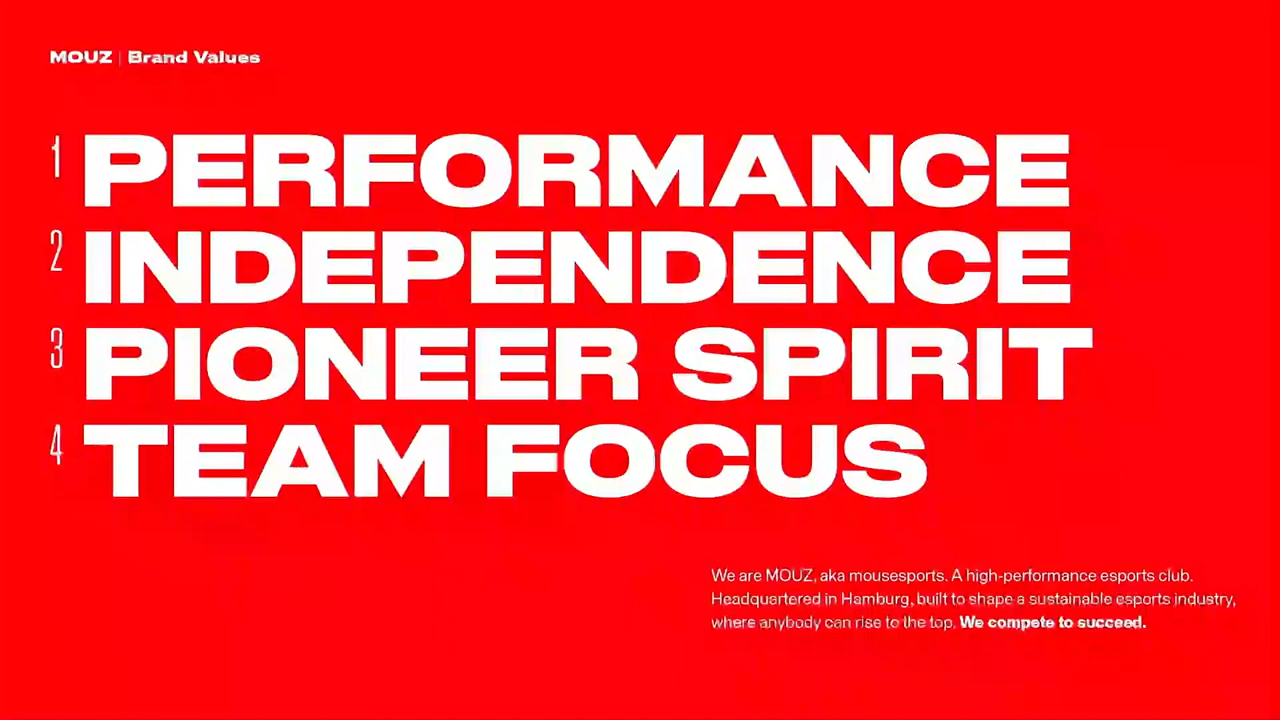 MOUZ | Brand Values
1 PERFORMANCE
2 INDEPENDENCE
3 PIONEER SPIRIT
4 TEAM FOCUS
We are MOUZ, aka mousesports. A high-performance esports club.
Headquartered in Hamburg, built to shape a sustainable esports industry,
where anybody can rise to the top. We compete to succeed.